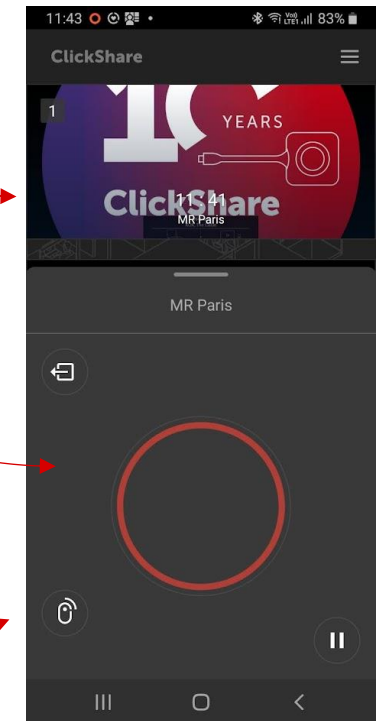 11:43 83%
ClickShare
1
YEARS
ClickShare
11:41
MR Paris
MR Paris